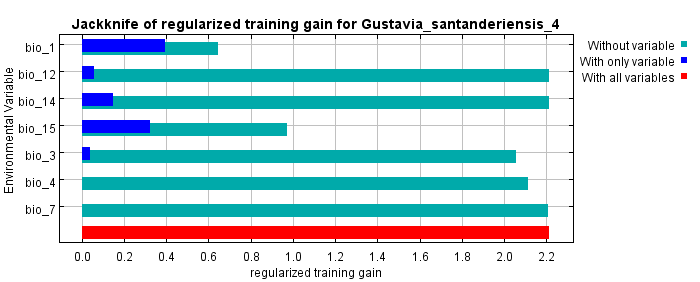 Jackknife of regularized training gain for Gustavia_santanderiensis_4
Environmental Variable
bio_1
bio_12
bio_14
bio_15
bio_3
bio_4
bio_7
0.0 0.2 0.4 0.6 0.8 1.0 1.2 1.4 1.6 1.8 2.0 2.2
regularized training gain
Without variable
With only variable
With all variables